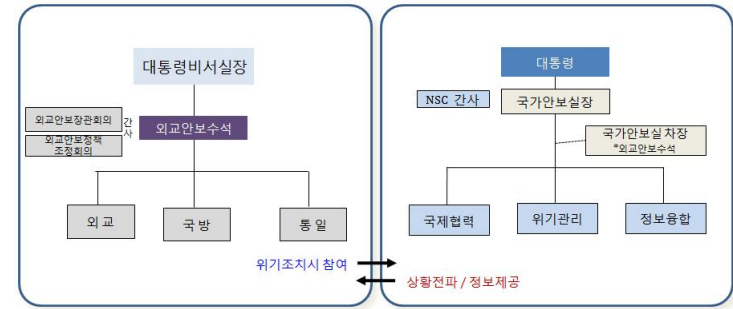 대통령비서실장
외교안보장관회의
외교안보정책
조정회의
간
사
외교안보수석
외 교
국 방
통 일
대통령
NSC 간사
국가안보실장
국가안보실 차장
*외교안보수석
국제협력
위기관리
정보융합
위기조치시 참여
상황전파 / 정보제공